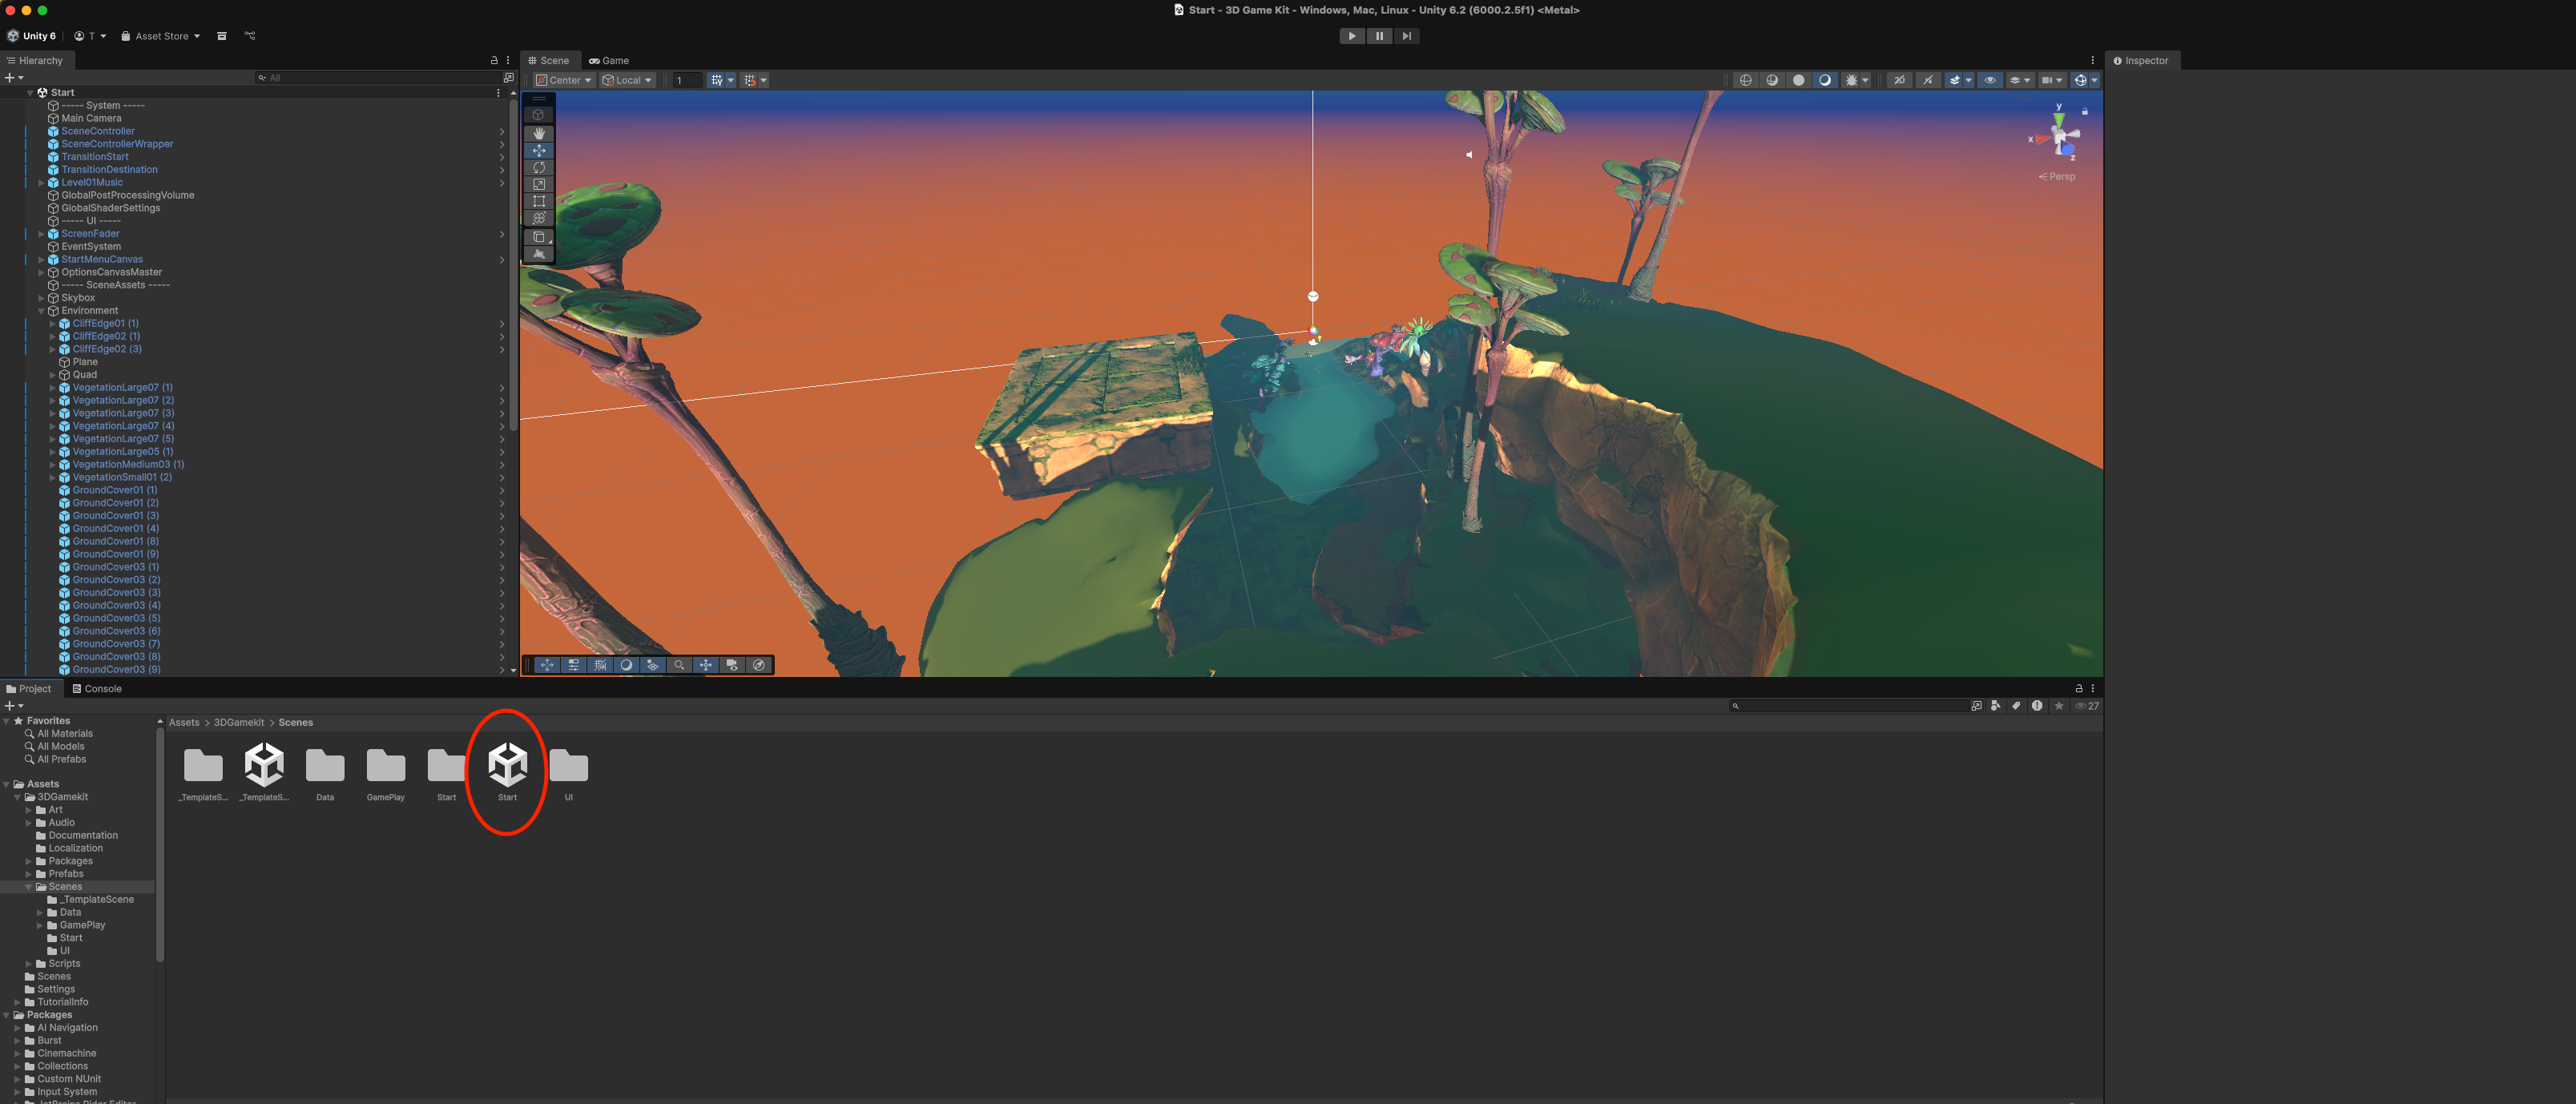 Start - 3D Game Kit - Windows, Mac, Linux - Unity 6.2 (6000.2.5f1) <Metal>
Unity 6
T
Asset Store
Hierarchy
All
Start
----- System -----
Main Camera
SceneController
SceneControllerWrapper
TransitionStart
TransitionDestination
Level01Music
GlobalPostProcessingVolume
GlobalShaderSettings
----- UI -----
ScreenFader
EventSystem
StartMenuCanvas
OptionsCanvasMaster
----- SceneAssets -----
Skybox
Environment
CliffEdge01 (1)
CliffEdge02 (1)
CliffEdge02 (3)
Plane
Quad
VegetationLarge07 (1)
VegetationLarge07 (2)
VegetationLarge07 (3)
VegetationLarge07 (4)
VegetationLarge07 (5)
VegetationLarge05 (1)
VegetationMedium03 (1)
VegetationSmall01 (2)
GroundCover01 (1)
GroundCover01 (2)
GroundCover01 (3)
GroundCover01 (4)
GroundCover01 (8)
GroundCover01 (9)
GroundCover03 (1)
GroundCover03 (2)
GroundCover03 (3)
GroundCover03 (4)
GroundCover03 (5)
GroundCover03 (6)
GroundCover03 (7)
GroundCover03 (8)
GroundCover03 (9)
Scene
Game
Center
Local
1
2D
y
x
z
Persp
Inspector
Project
Console
27
Favorites
All Materials
All Models
All Prefabs
Assets
3DGamekit
Art
Audio
Documentation
Localization
Packages
Prefabs
Scenes
_TemplateScene
Data
GamePlay
Start
UI
Scripts
Scenes
Settings
TutorialInfo
Packages
AI Navigation
Burst
Cinemachine
Collections
Custom NUnit
Input System
JetBrains Rider Editor
Assets > 3DGamekit > Scenes
_TemplateS...
_TemplateS...
Data
GamePlay
Start
Start
UI